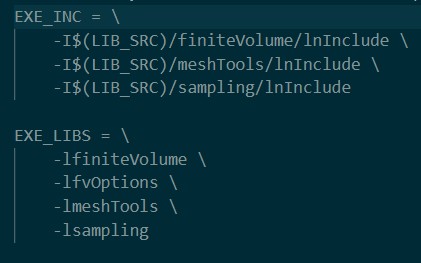 EXE_INC = \
    -I$(LIB_SRC)/finiteVolume/lnInclude \
    -I$(LIB_SRC)/meshTools/lnInclude \
    -I$(LIB_SRC)/sampling/lnInclude

EXE_LIBS = \
    -lfiniteVolume \
    -lfvOptions \
    -lmeshTools \
    -lsampling